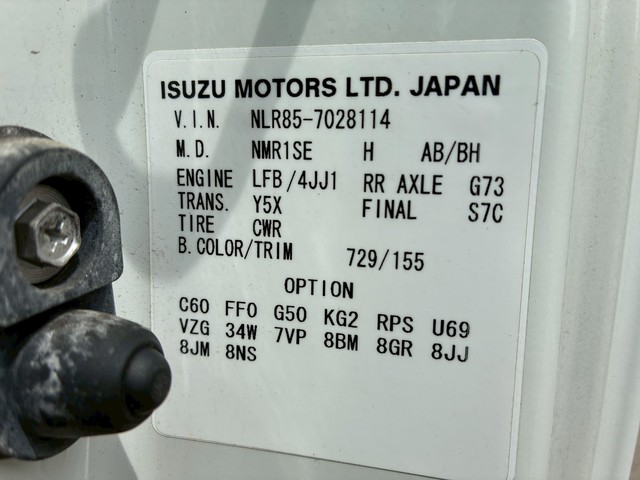 ISUZU MOTORS LTD. JAPAN
V.I.N. NLR85-7028114
M.D. NMR1SE H AB/BH
ENGINE LFB/4JJ1 RR AXLE G73
TRANS. Y5X FINAL S7C
TIRE CWR
B.COLOR/TRIM 729/155
OPTION
C60 FF0 G50 KG2 RPS U69
VZG 34W 7VP 8BM 8GR 8JJ
8JM 8NS